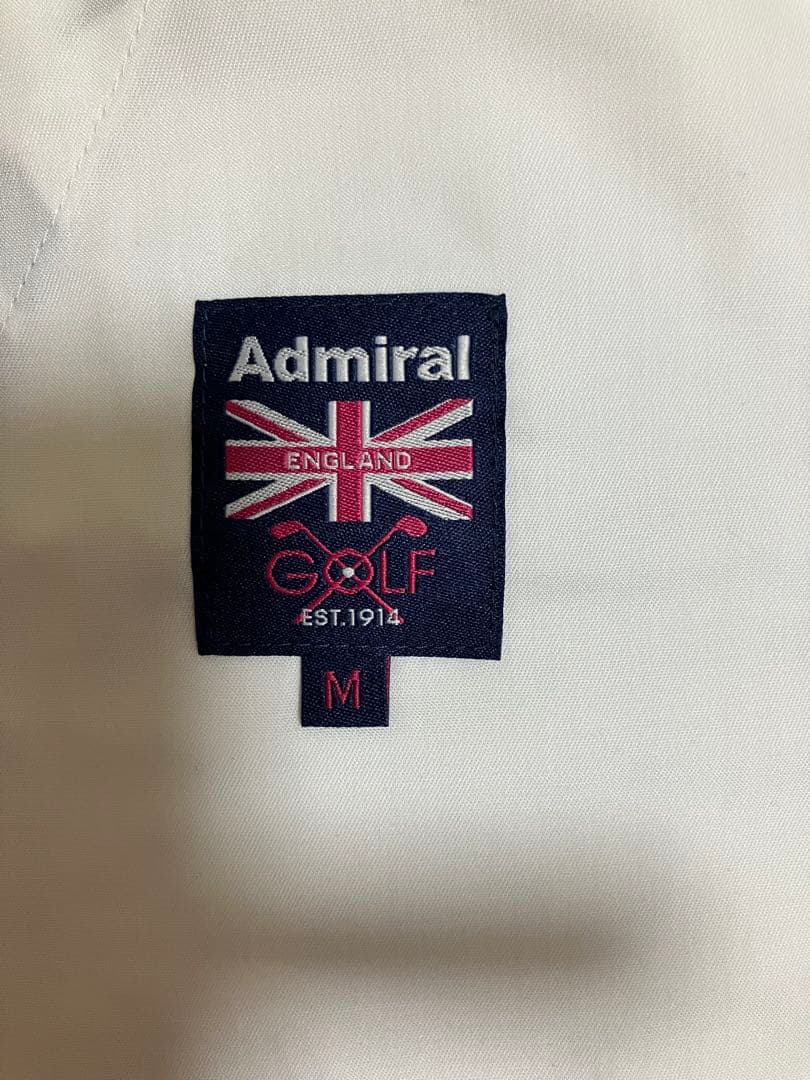 Admiral
ENGLAND
GOLF
EST.1914
M